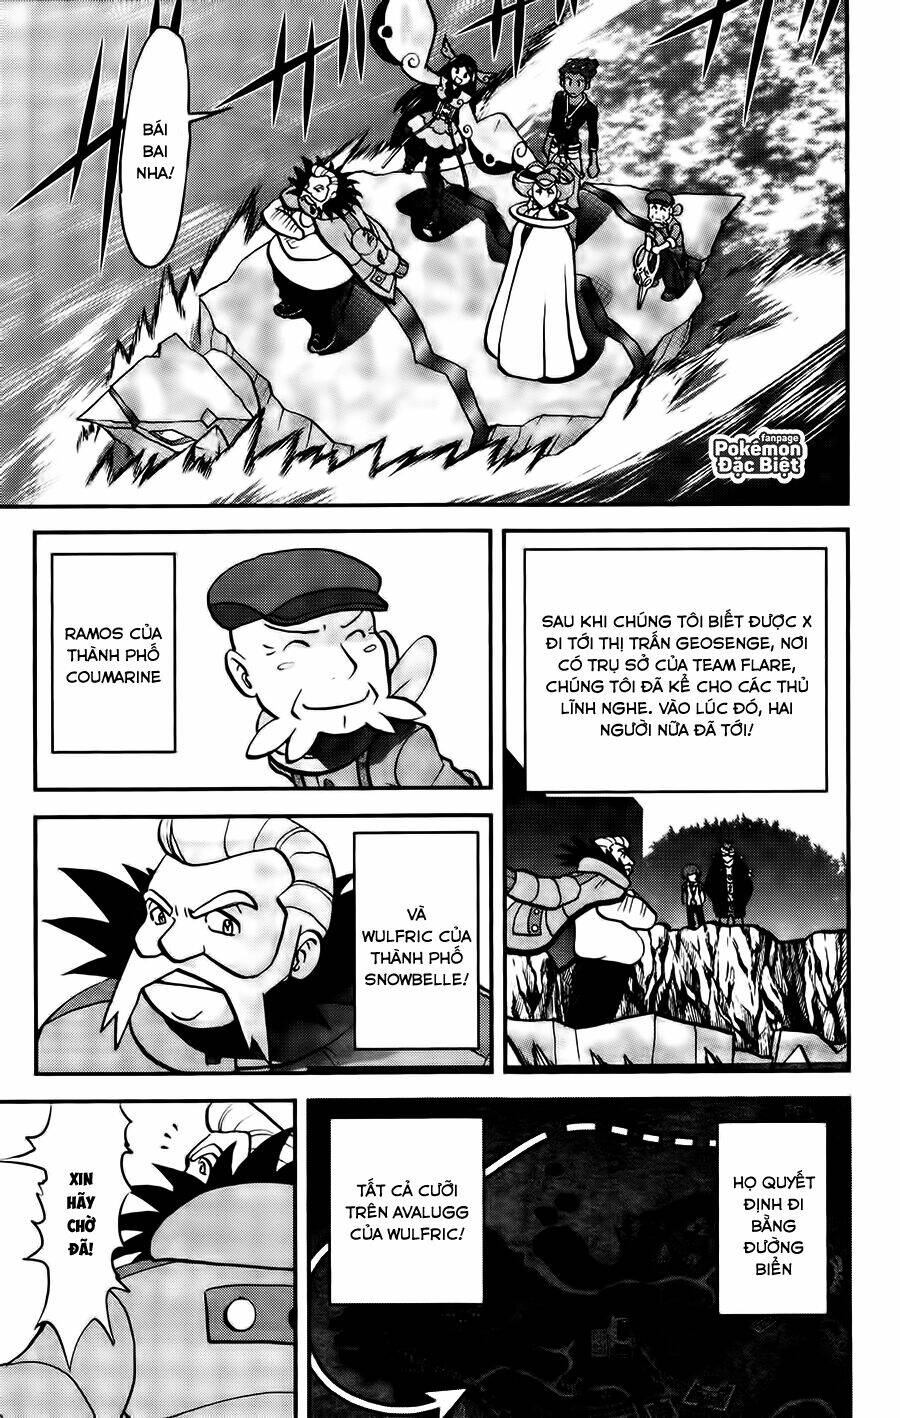 BÁI
BAI
NHA!
fanpage
Pokémon
Đặc Biệt
SAU KHI CHÚNG TÔI BIẾT ĐƯỢC X
ĐI TỚI THỊ TRẤN GEOSENGE, NƠI
CÓ TRỤ SỞ CỦA TEAM FLARE,
CHÚNG TÔI ĐÃ KỂ CHO CÁC THỦ
LĨNH NGHE. VÀO LÚC ĐÓ, HAI
NGƯỜI NỮA ĐÃ TỚI!
RAMOS CỦA
THÀNH PHỐ
COUMARINE
VÀ
WULFRIC CỦA
THÀNH PHỐ
SNOWBELLE!
HỌ QUYẾT
ĐỊNH ĐI
BẰNG
ĐƯỜNG
BIỂN
TẤT CẢ CƯỠI
TRÊN AVALUGG
CỦA WULFRIC!
XIN
HÃY
CHỜ
ĐÃ!